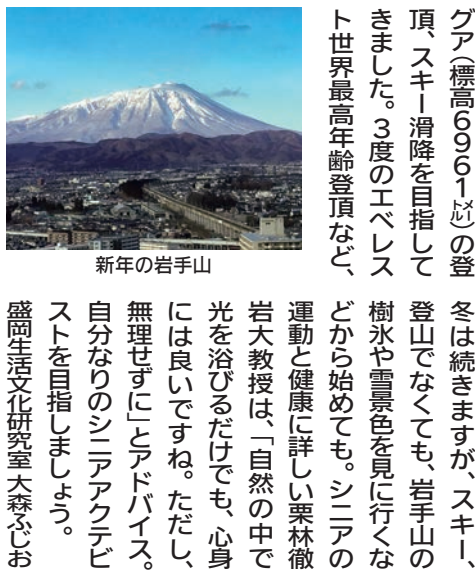 グア(標高6961㍍)の登
頂、スキー滑降を目指して
きました。3度のエベレス
ト世界最高年齢登頂など、
新年の岩手山
冬は続きますが、スキー、
登山でなくても、岩手山の
樹氷や雪景色を見に行くな
どから始めても。シニアの
運動と健康に詳しい栗林徹
岩大教授は、「自然の中で
光を浴びるだけでも、心身
には良いですね。ただし、
無理せずに」とアドバイス。
自分なりのシニアアクテビ
ストを目指しましょう。
盛岡生活文化研究室 大森ふじお